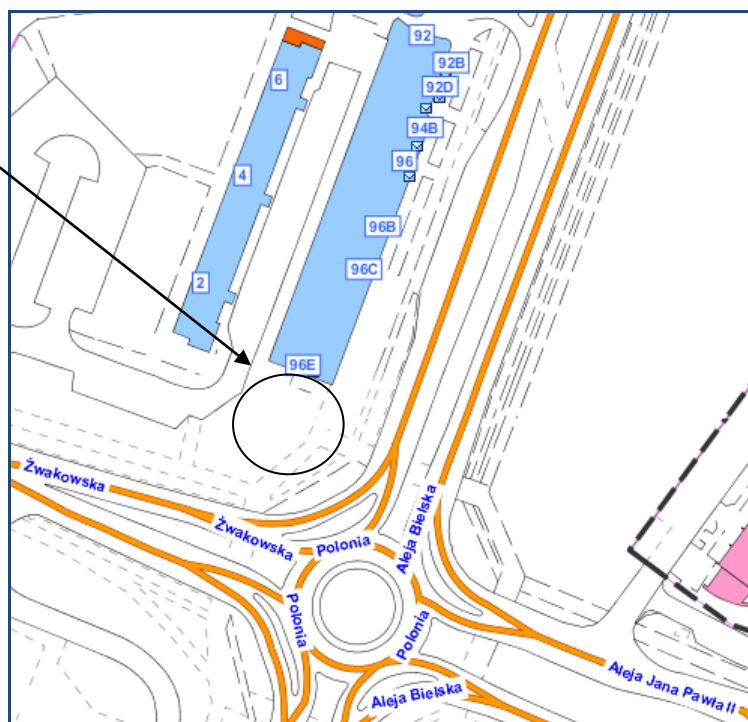 92
92B
6
92D
94B
96
4
96B
96C
2
96E
Żwakowska
Żwakowska
Polonia
Aleja Bielska
Polonia
Polonia
Aleja Bielska
Aleja Jana Pawła II